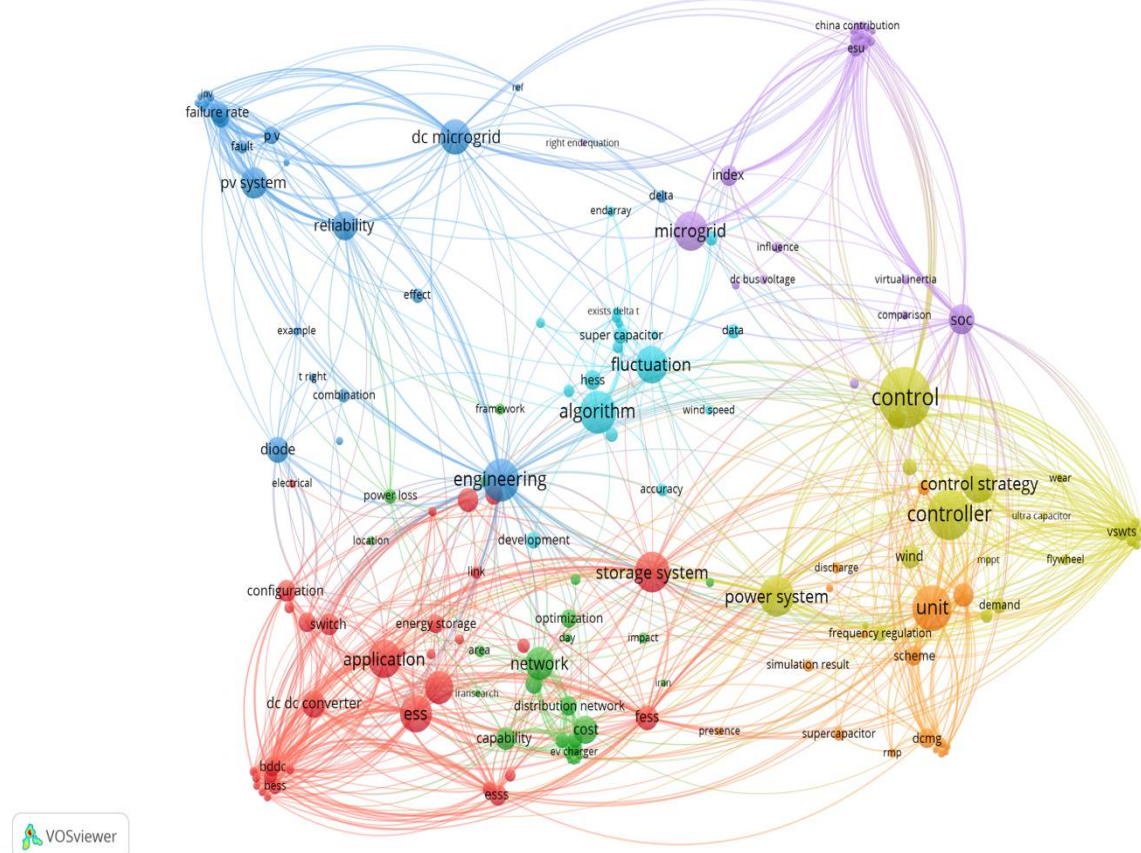 china contribution
esu
inv
failure rate
ref
p v
fault
dc microgrid
right endequation
pv system
index
delta
endarray
reliability
microgrid
influence
dc bus voltage
virtual inertia
effect
exists delta t
comparison
soc
example
super capacitor
data
fluctuation
t right
hess
combination
control
framework
algorithm
wind speed
diode
engineering
electrical
power loss
accuracy
control strategy
wear
controller
ultra capacitor
vswts
location
development
wind
mppt
flywheel
link
storage system
discharge
configuration
power system
unit
demand
switch
energy storage
optimization
day
impact
frequency regulation
area
network
application
simulation result
scheme
iran
transearch
dc dc converter
ess
distribution network
fess
cost
presence
supercapacitor
capability
ev charger
dcmg
rmp
bddc
bess
esss
VOSviewer